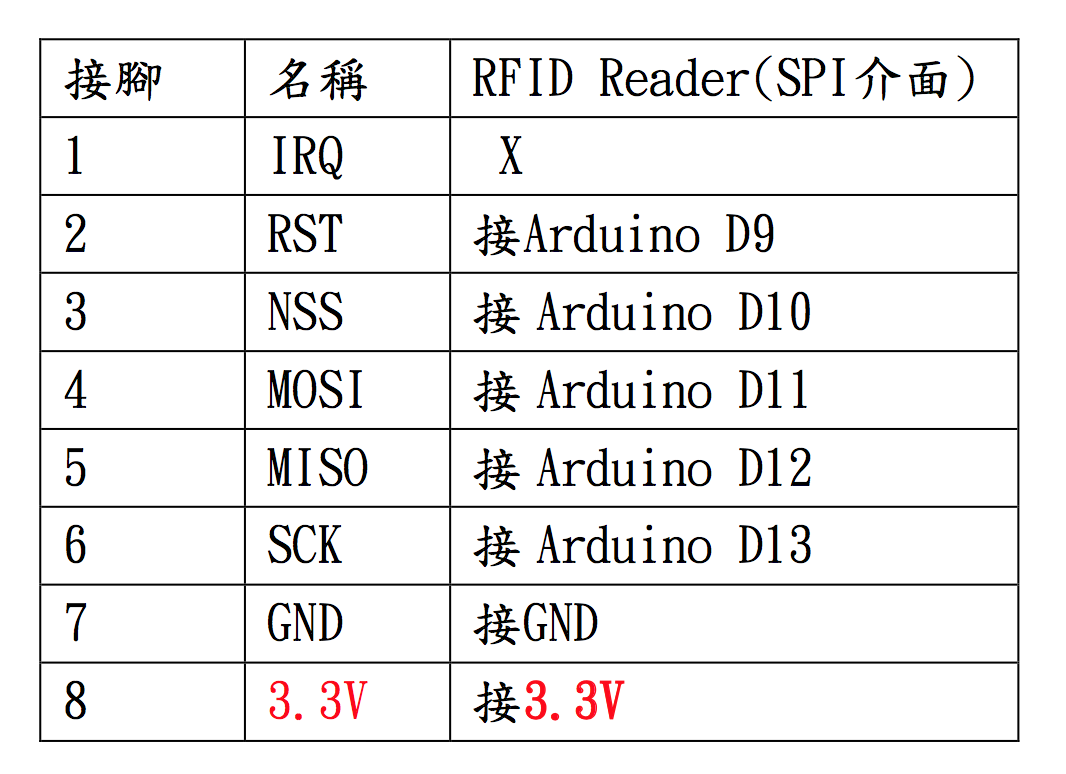 接腳 名稱 RFID Reader(SPI介面)
1 IRQ X
2 RST 接Arduino D9
3 NSS 接 Arduino D10
4 MOSI 接 Arduino D11
5 MISO 接 Arduino D12
6 SCK 接 Arduino D13
7 GND 接GND
8 3.3V 接3.3V